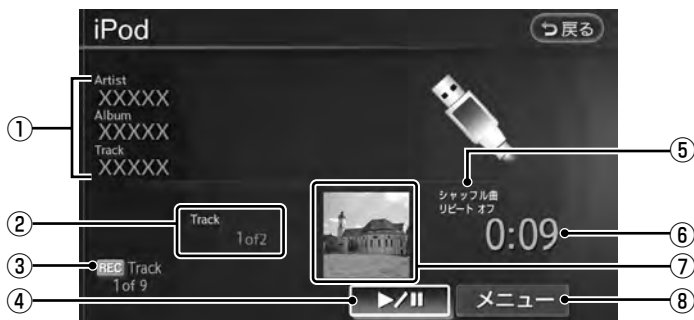 iPod
戻る
Artist
XXXXX
Album
XXXXX
Track
XXXXX
①
②
Track
1of2
③
REC Track
1 of 9
④
▶/II
シャッフル曲
リピート オフ
⑤
0:09
⑥
⑦
メニュー
⑧